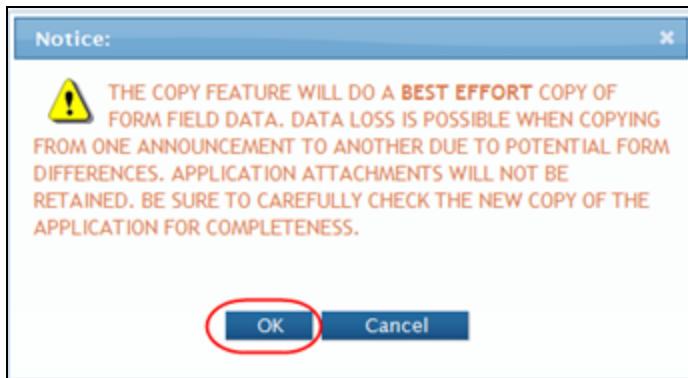 Notice:
THE COPY FEATURE WILL DO A BEST EFFORT COPY OF
FORM FIELD DATA. DATA LOSS IS POSSIBLE WHEN COPYING
FROM ONE ANNOUNCEMENT TO ANOTHER DUE TO POTENTIAL FORM
DIFFERENCES. APPLICATION ATTACHMENTS WILL NOT BE
RETAINED. BE SURE TO CAREFULLY CHECK THE NEW COPY OF THE
APPLICATION FOR COMPLETENESS.
OK Cancel